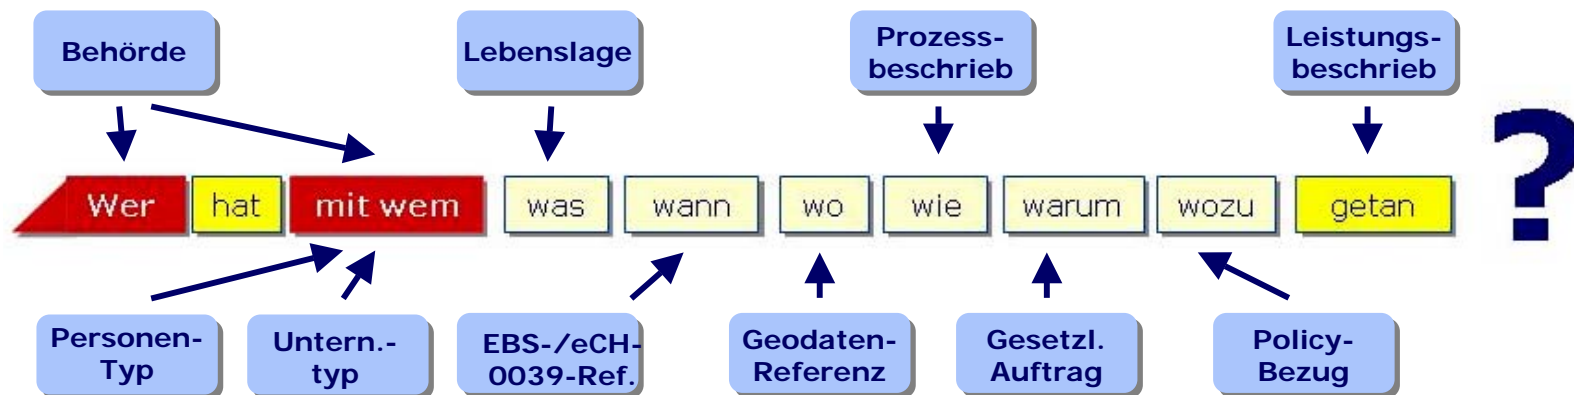 Behörde
Lebenslage
Prozess-
beschrieb
Leistungs-
beschrieb
Wer hat mit wem was wann wo wie warum wozu getan ?
Personen-
Typ
Untern.-
typ
EBS-/eCH-
0039-Ref.
Geodaten-
Referenz
Gesetzl.
Auftrag
Policy-
Bezug